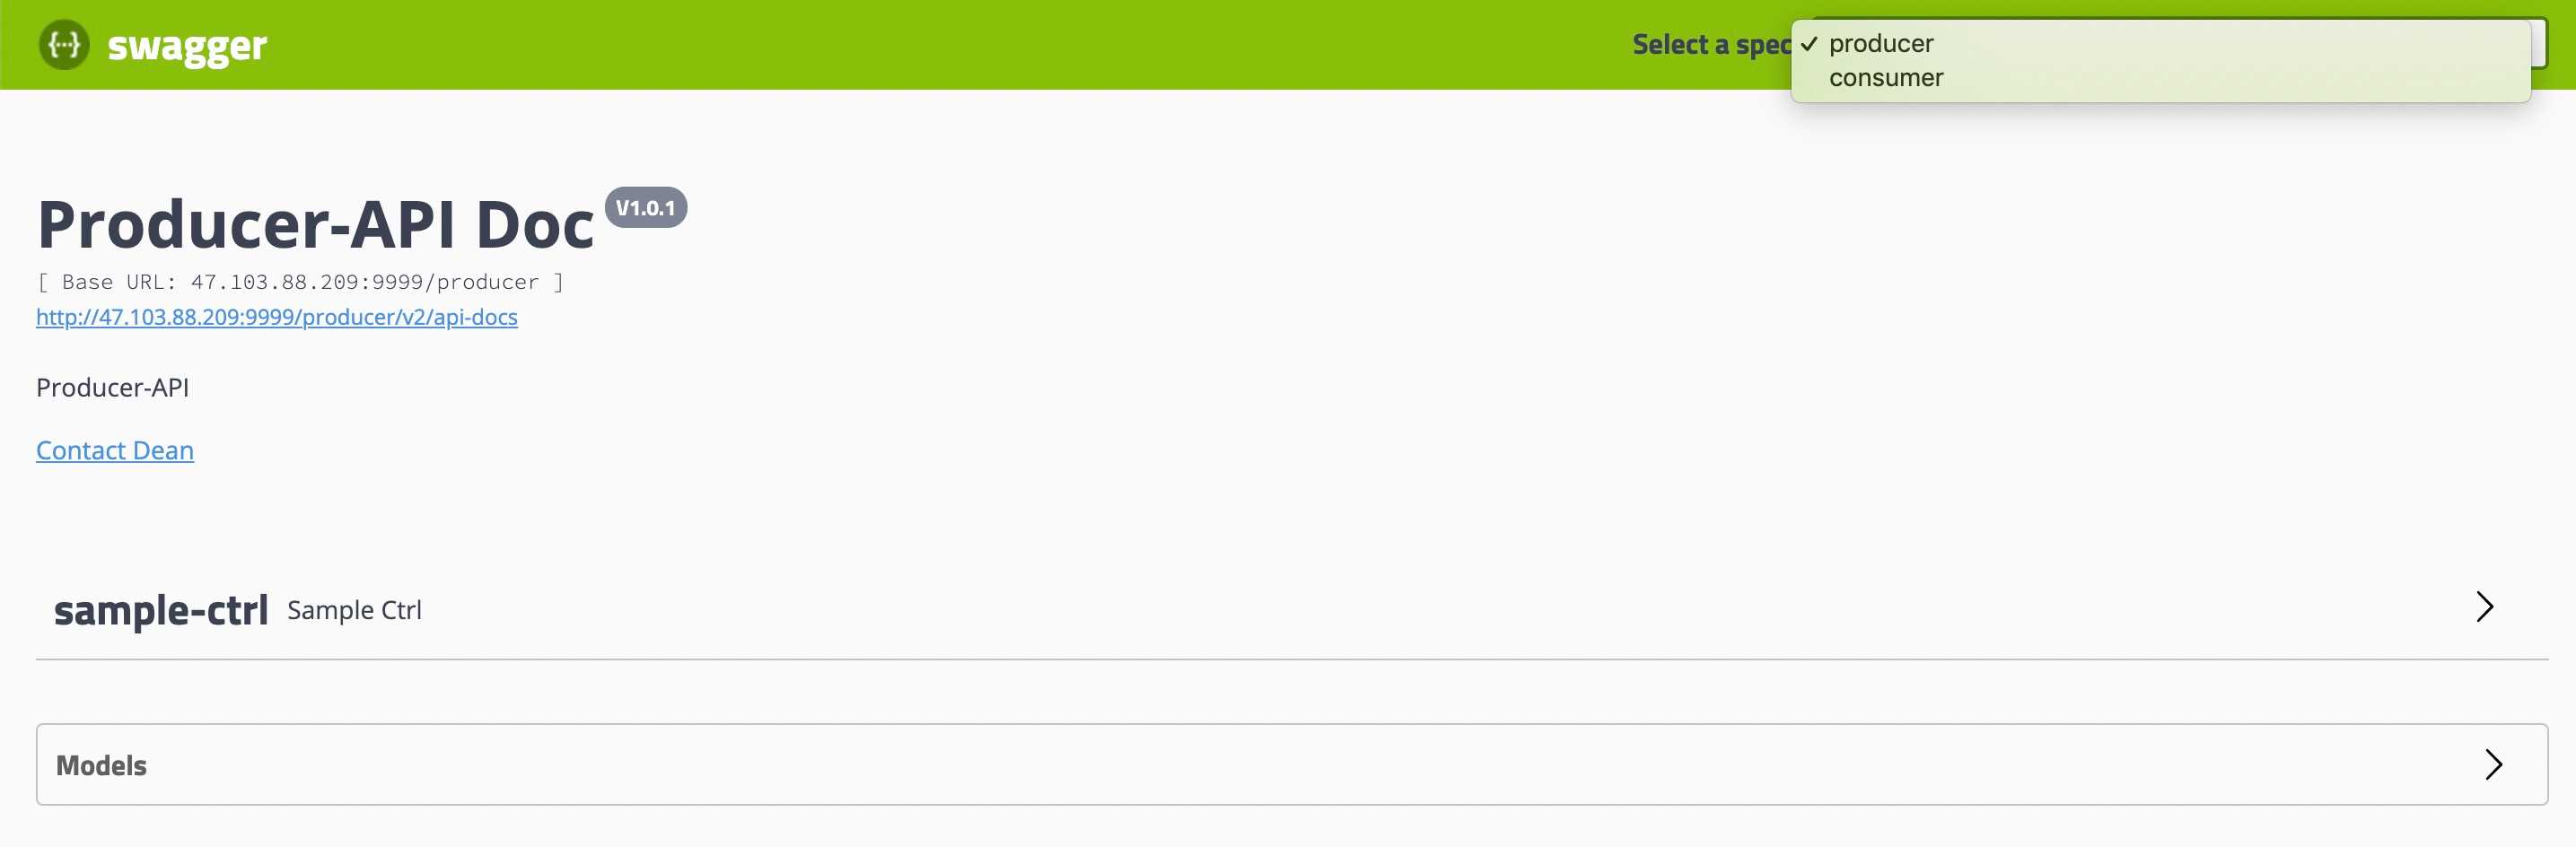 swagger
Select a spec
✓ producer
consumer
Producer-API Doc V1.0.1
[ Base URL: 47.103.88.209:9999/producer ]
http://47.103.88.209:9999/producer/v2/api-docs
Producer-API
Contact Dean
sample-ctrl Sample Ctrl
Models